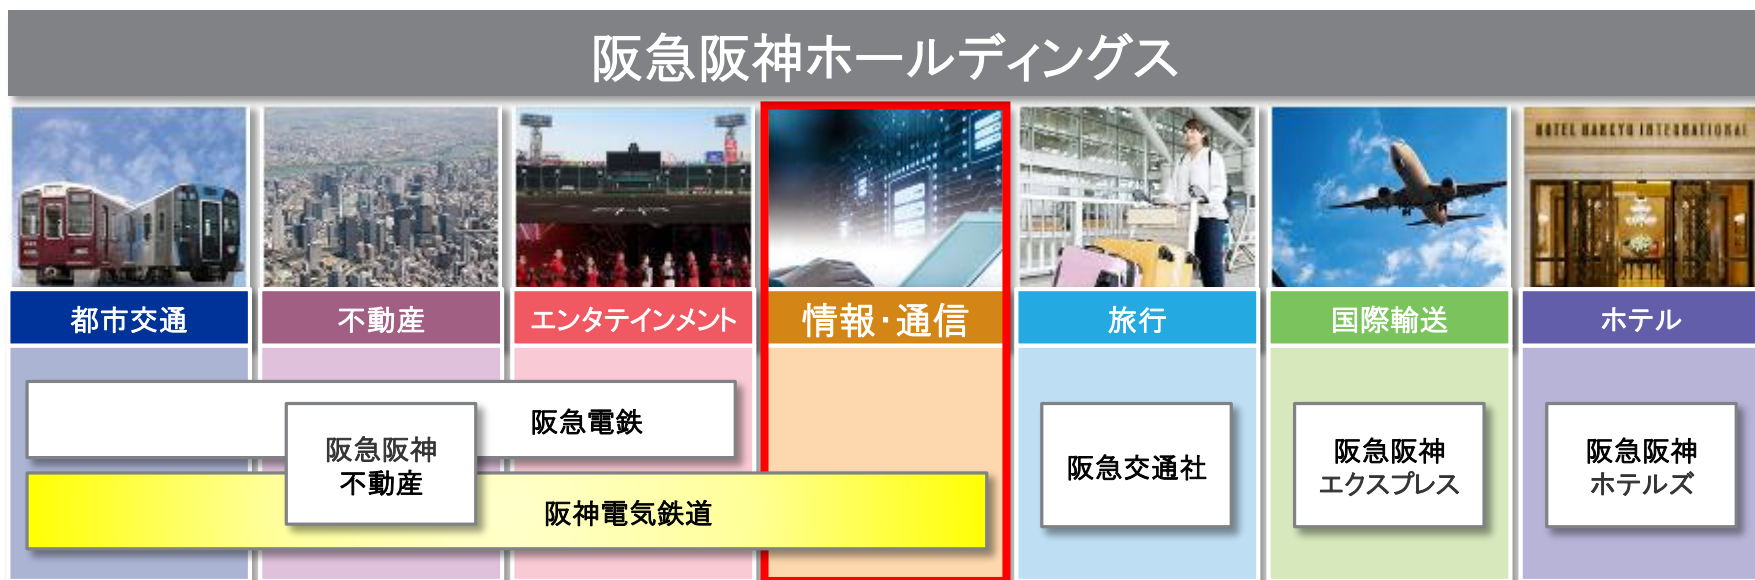 阪急阪神ホールディングス
HOTEL HANKYU INTERNATIONAL
都市交通
不動産
エンタテインメント
情報・通信
旅行
国際輸送
ホテル
阪急電鉄
阪急阪神
不動産
阪神電気鉄道
阪急交通社
阪急阪神
エクスプレス
阪急阪神
ホテルズ